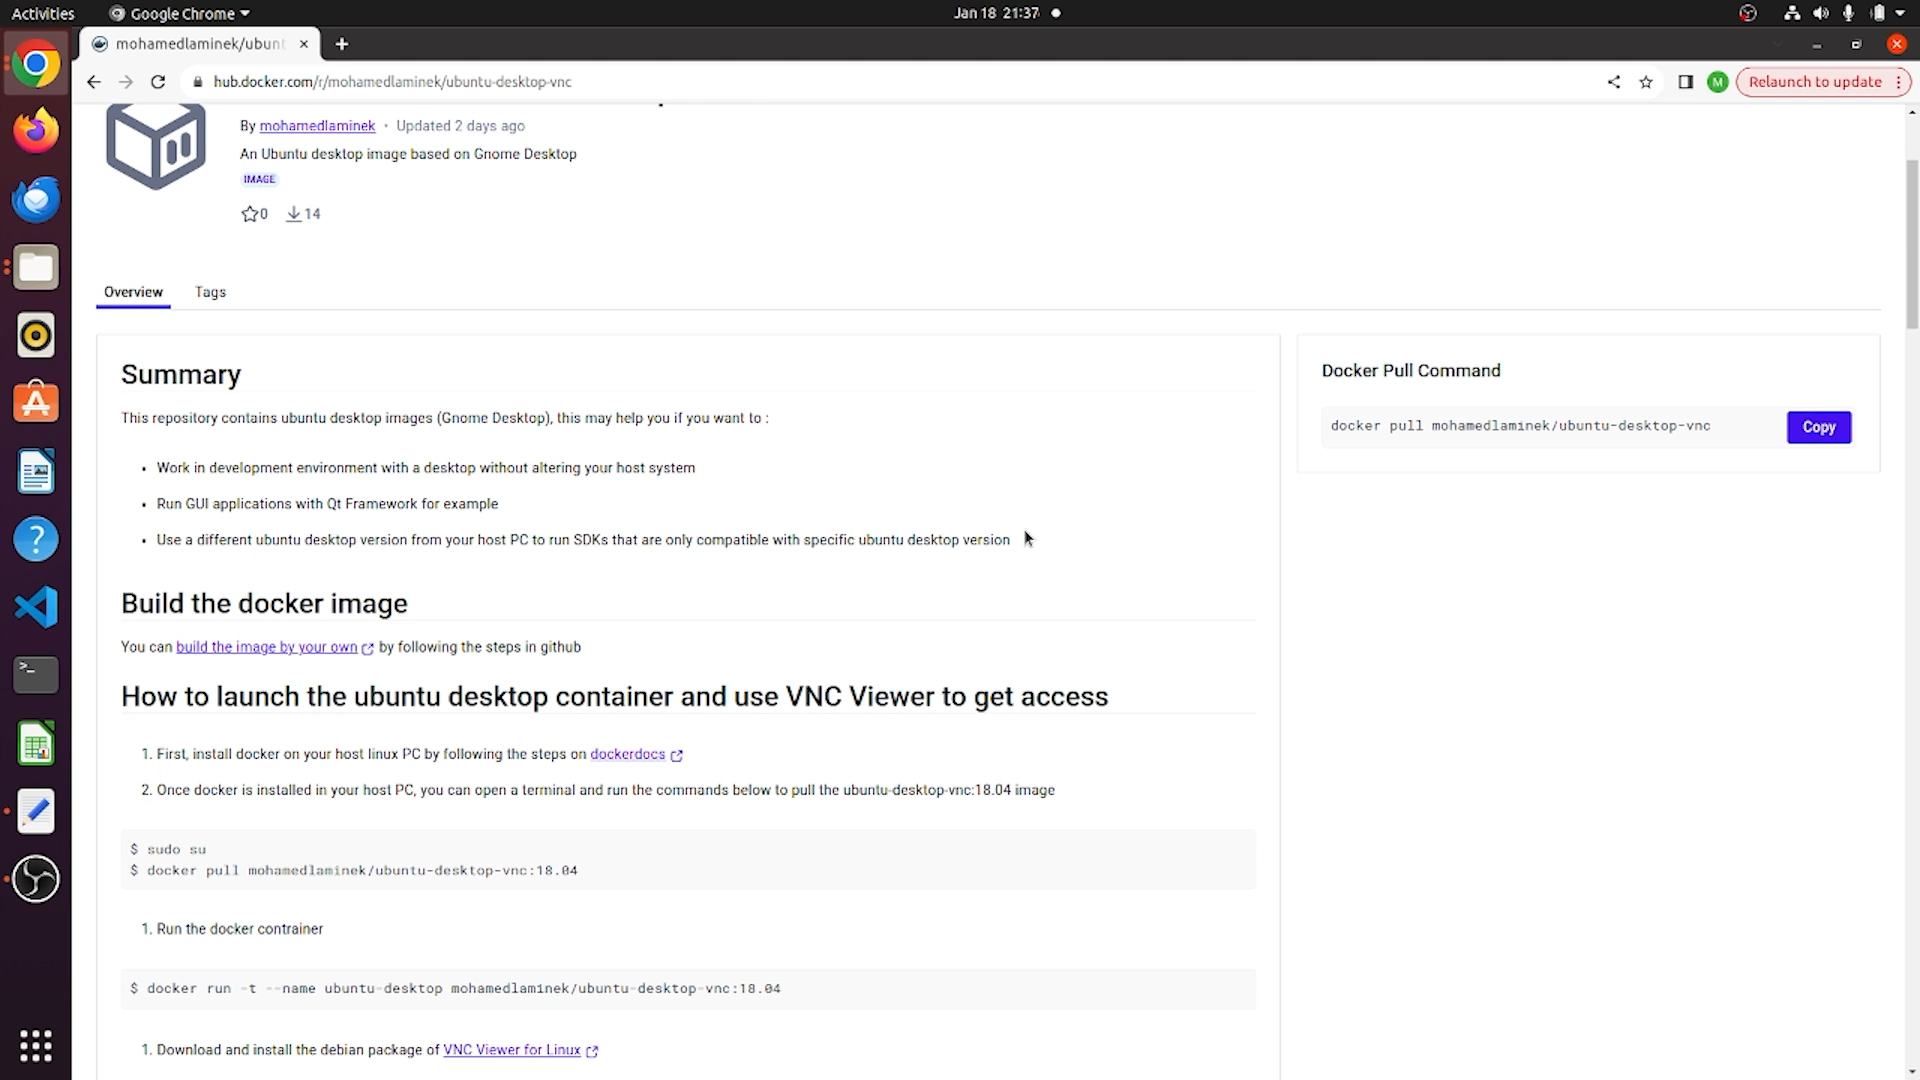 Activities
Google Chrome
Jan 18 21:37
mohamedlaminek/ubunt
hub.docker.com/r/mohamedlaminek/ubuntu-desktop-vnc
M
Relaunch to update
By mohamedlaminek · Updated 2 days ago
An Ubuntu desktop image based on Gnome Desktop
IMAGE
0 14
Overview
Tags
Summary
This repository contains ubuntu desktop images (Gnome Desktop), this may help you if you want to :
• Work in development environment with a desktop without altering your host system
• Run GUI applications with Qt Framework for example
• Use a different ubuntu desktop version from your host PC to run SDKs that are only compatible with specific ubuntu desktop version
Build the docker image
You can build the image by your own by following the steps in github
How to launch the ubuntu desktop container and use VNC Viewer to get access
1. First, install docker on your host linux PC by following the steps on dockerdocs
2. Once docker is installed in your host PC, you can open a terminal and run the commands below to pull the ubuntu-desktop-vnc:18.04 image
$ sudo su
$ docker pull mohamedlaminek/ubuntu-desktop-vnc:18.04
1. Run the docker contrainer
$ docker run -t --name ubuntu-desktop mohamedlaminek/ubuntu-desktop-vnc:18.04
1. Download and install the debian package of VNC Viewer for Linux
Docker Pull Command
docker pull mohamedlaminek/ubuntu-desktop-vnc
Copy